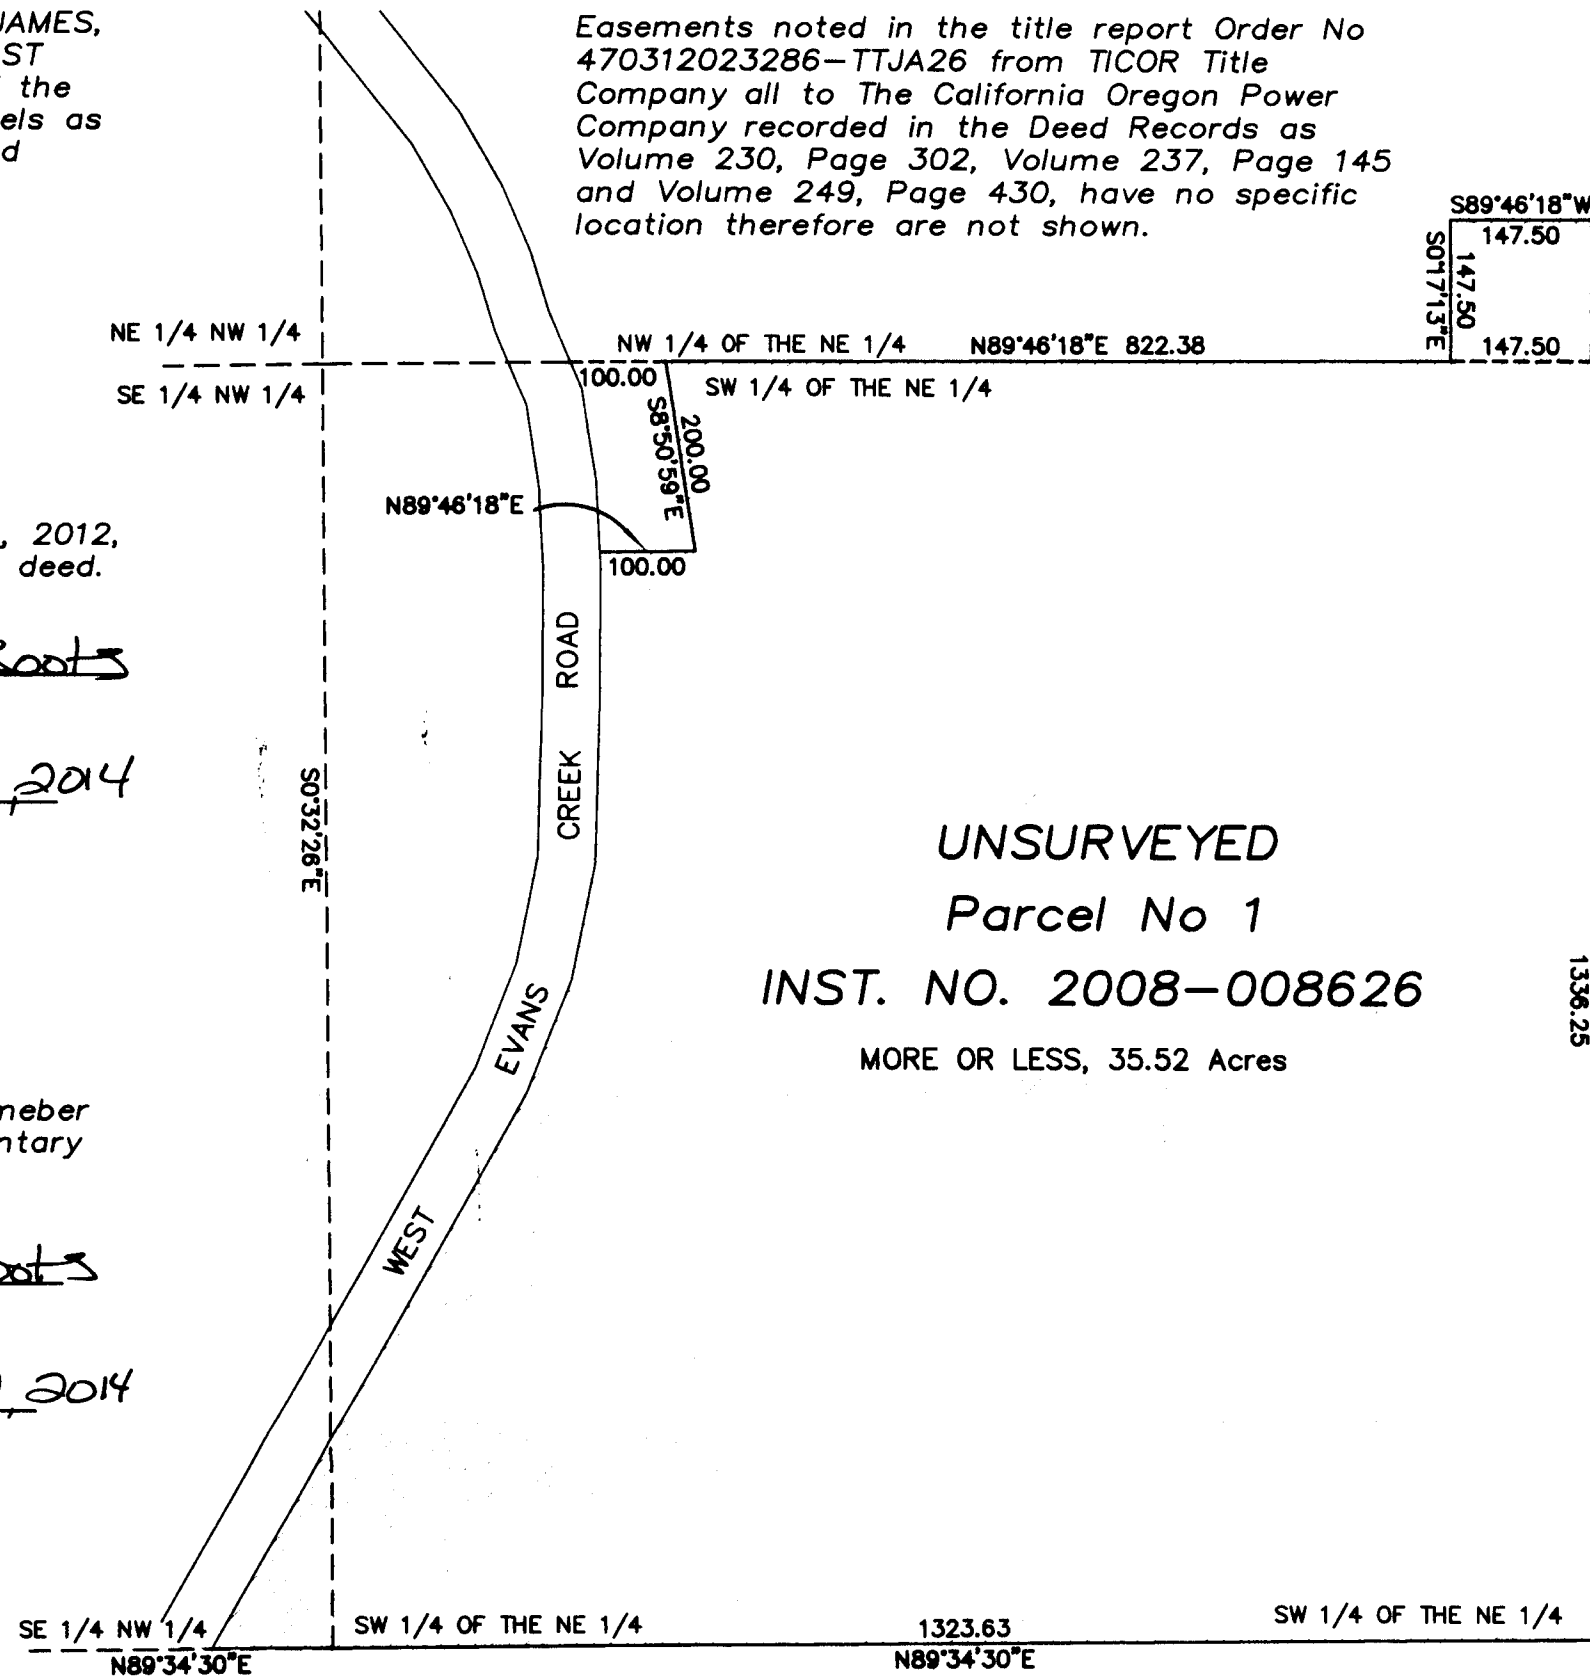 JAMES,
ST
the
els as
d
Easements noted in the title report Order No
470312023286-TTJA26 from TICOR Title
Company all to The California Oregon Power
Company recorded in the Deed Records as
Volume 230, Page 302, Volume 237, Page 145
and Volume 249, Page 430, have no specific
location therefore are not shown.
S89°46'18"W
147.50
S0°17'13"E
147.50
147.50
NE 1/4 NW 1/4
NW 1/4 OF THE NE 1/4
N89°46'18"E 822.38
SE 1/4 NW 1/4
100.00
SW 1/4 OF THE NE 1/4
S8°50'59"E
200.00
N89°46'18"E
100.00
, 2012,
deed.
oots
, 2014
S0°32'26"E
WEST EVANS CREEK ROAD
UNSURVEYED
Parcel No 1
INST. NO. 2008-008626
MORE OR LESS, 35.52 Acres
1336.25
neber
ntary
oots
, 2014
SE 1/4 NW 1/4
SW 1/4 OF THE NE 1/4
1323.63
SW 1/4 OF THE NE 1/4
N89°34'30"E
N89°34'30"E